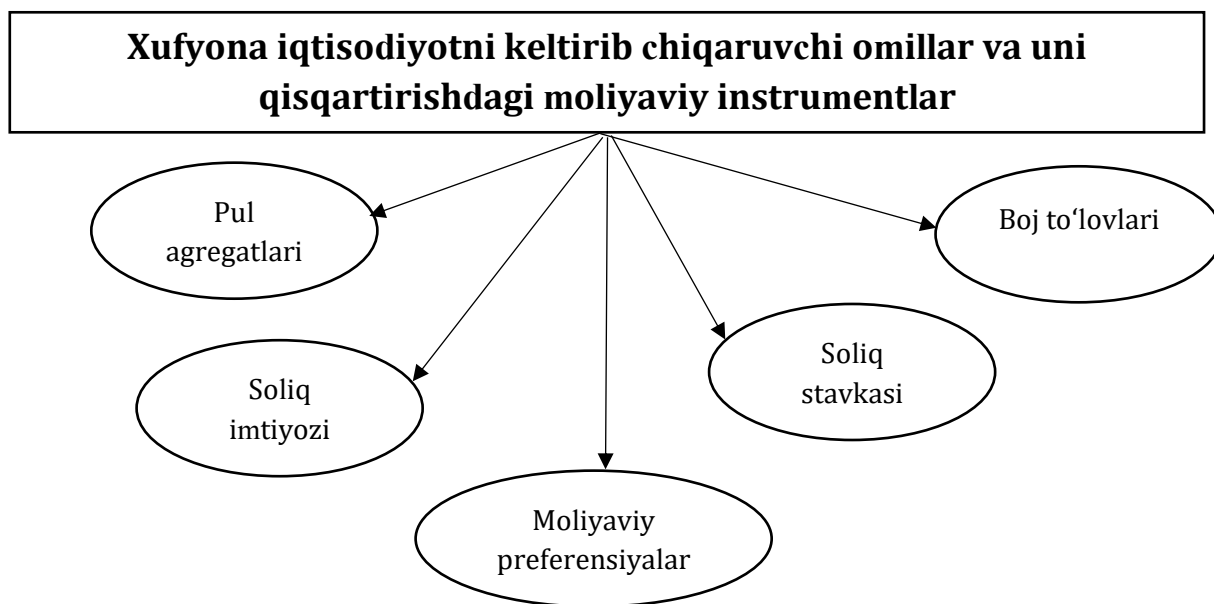 Xufyona iqtisodiyotni keltirib chiqaruvchi omillar va uni
qisqartirishdagi moliyaviy instrumentlar
Pul
agregatlari
Boj to‘lovlari
Soliq
imtiyozi
Soliq
stavkasi
Moliyaviy
preferensiyalar